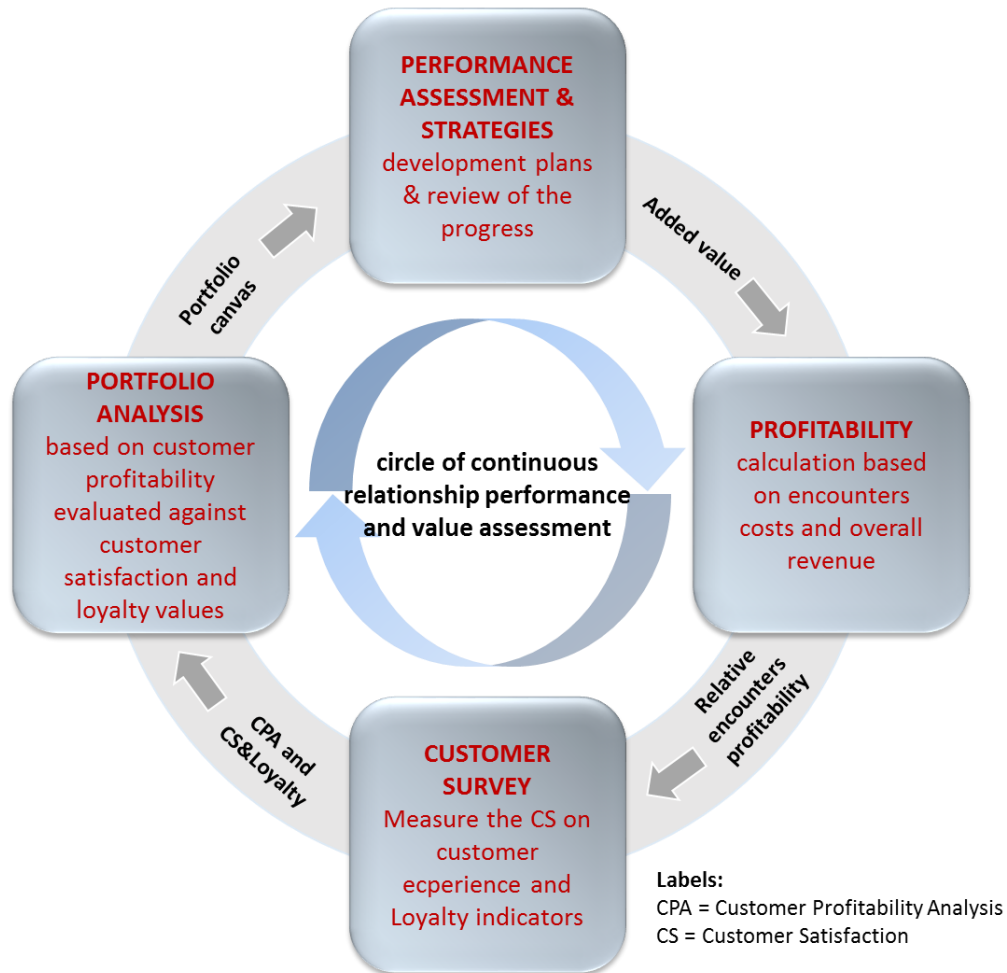 PERFORMANCE
ASSESSMENT &
STRATEGIES
development plans
& review of the
progress
Added value
Portfolio
canvas
PORTFOLIO
ANALYSIS
based on customer
profitability
evaluated against
customer
satisfaction and
loyalty values
circle of continuous
relationship performance
and value assessment
PROFITABILITY
calculation based
on encounters
costs and overall
revenue
Relative
encounters
profitability
CPA and
CS&Loyalty
CUSTOMER
SURVEY
Measure the CS on
customer
ecperience and
Loyalty indicators
Labels:
CPA = Customer Profitability Analysis
CS = Customer Satisfaction